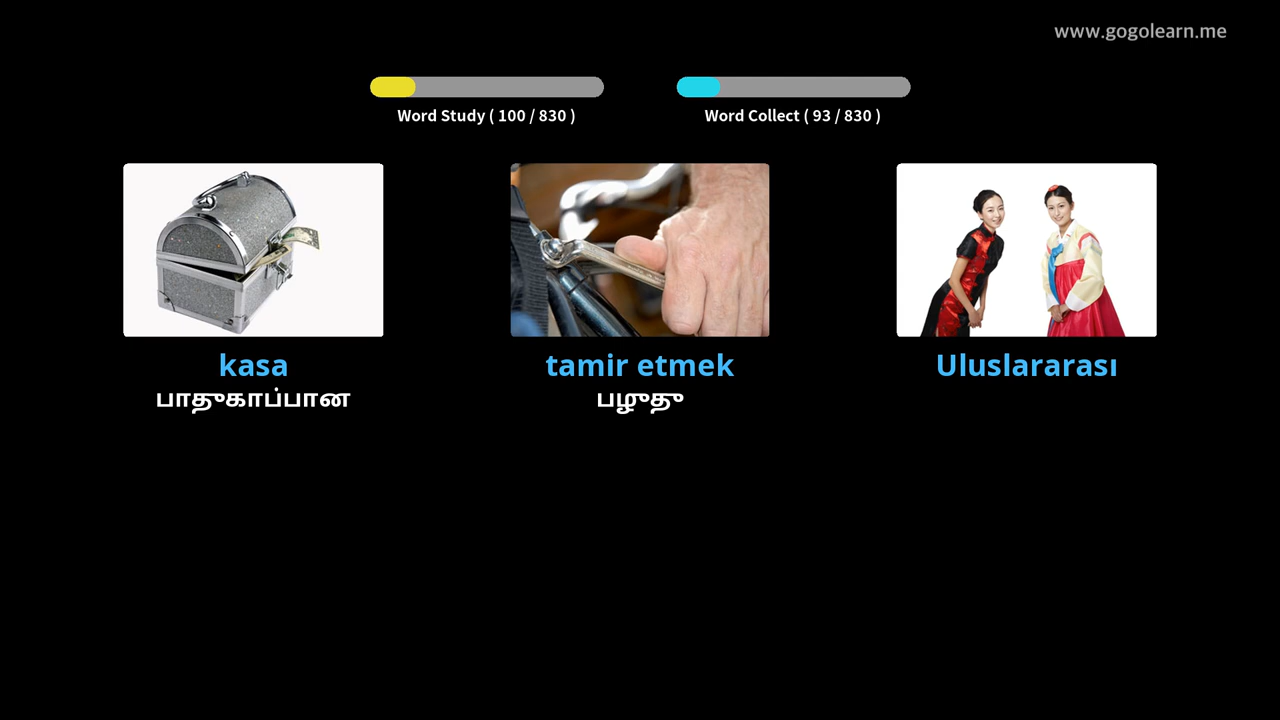 www.gogolearn.me
Word Study ( 100 / 830 )
Word Collect ( 93 / 830 )
kasa
பாதுகாப்பான
tamir etmek
பழுது
Uluslararası